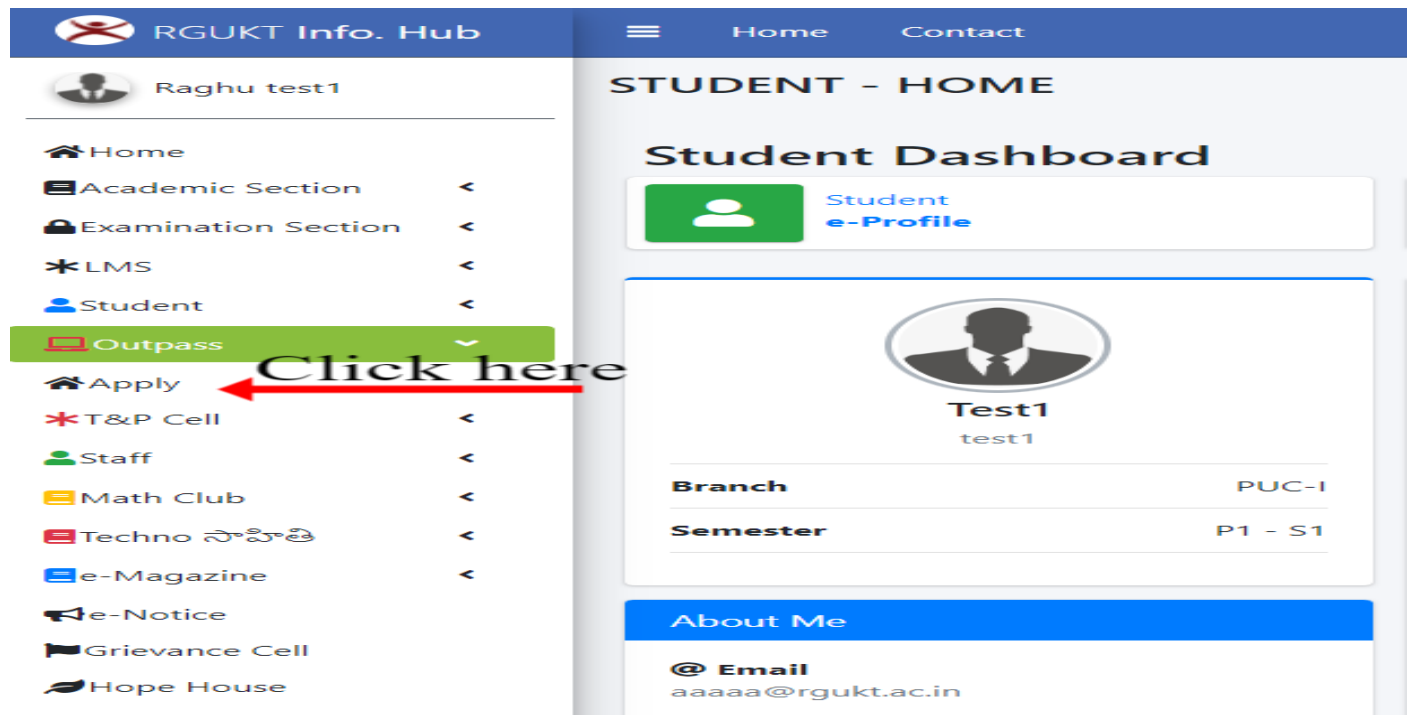 RGUKT Info. Hub
Home Contact
Raghu test1
STUDENT - HOME
Home
Academic Section
Examination Section
LMS
Student
Outpass
Apply
Click here
T&P Cell
Staff
Math Club
Techno సాహితి
e-Magazine
e-Notice
Grievance Cell
Hope House
Student Dashboard
Student
e-Profile
Test1
test1
Branch PUC-I
Semester P1 - S1
About Me
@ Email
aaaaa@rgukt.ac.in